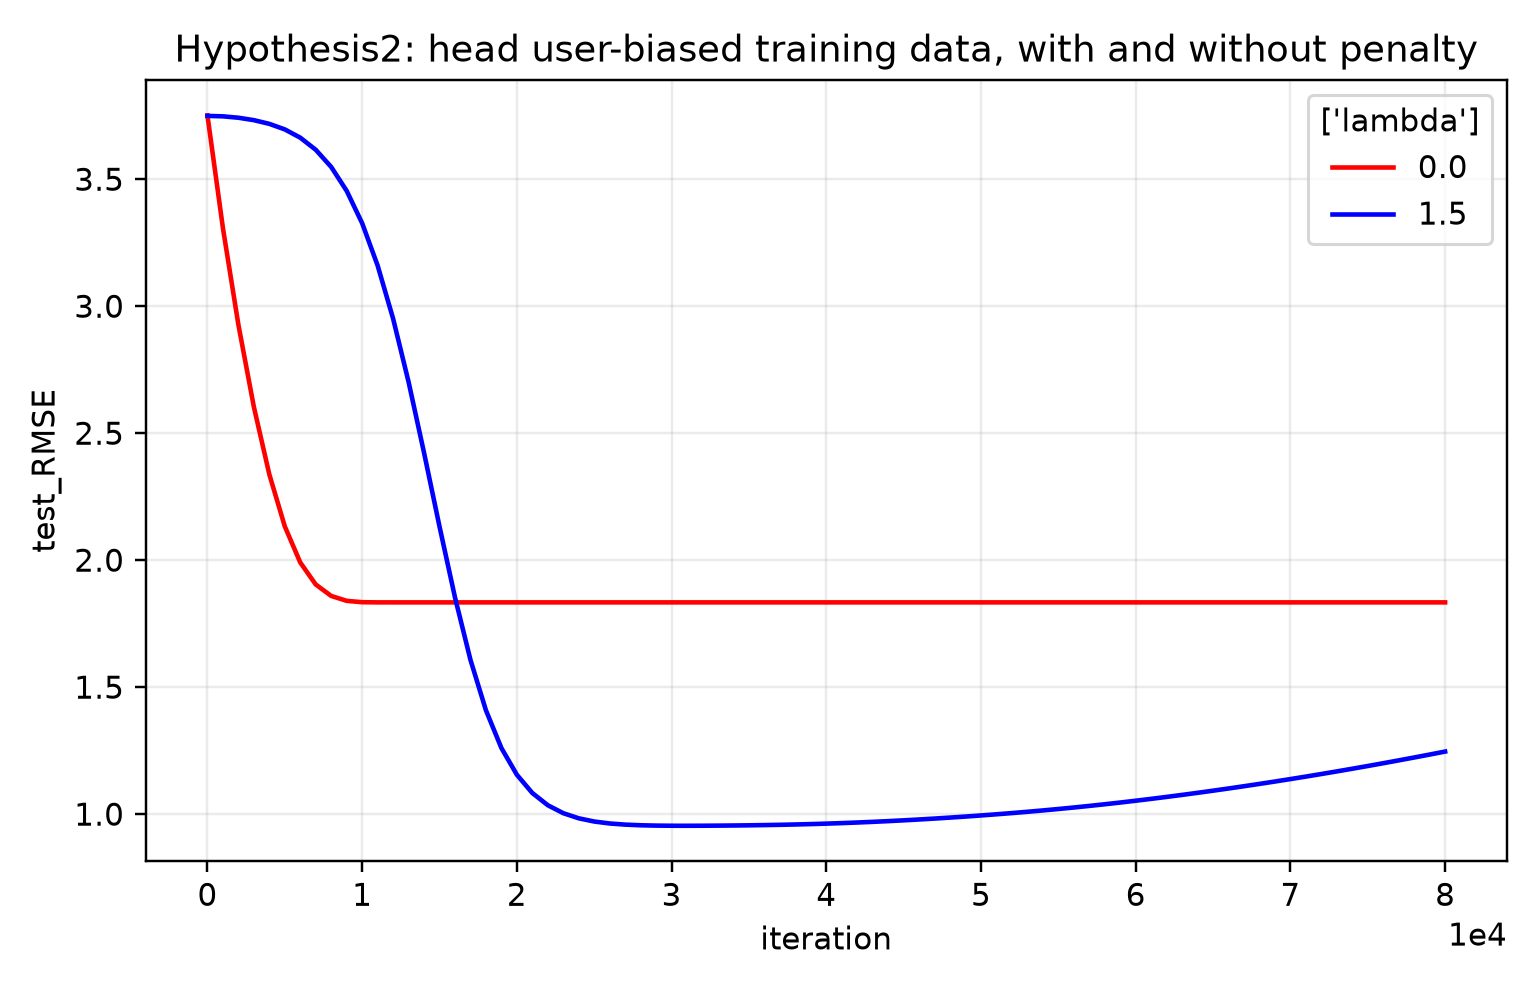 Hypothesis2: head user-biased training data, with and without penalty
['lambda']
0.0
1.5
3.5
3.0
2.5
2.0
1.5
1.0
test_RMSE
0 1 2 3 4 5 6 7 8
1e4
iteration